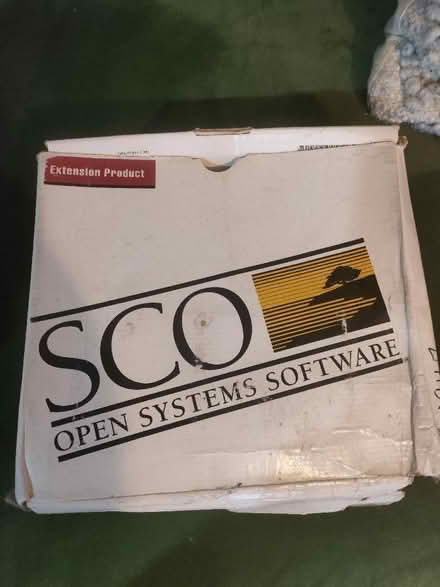 Extension Product
SCO
OPEN SYSTEMS SOFTWARE